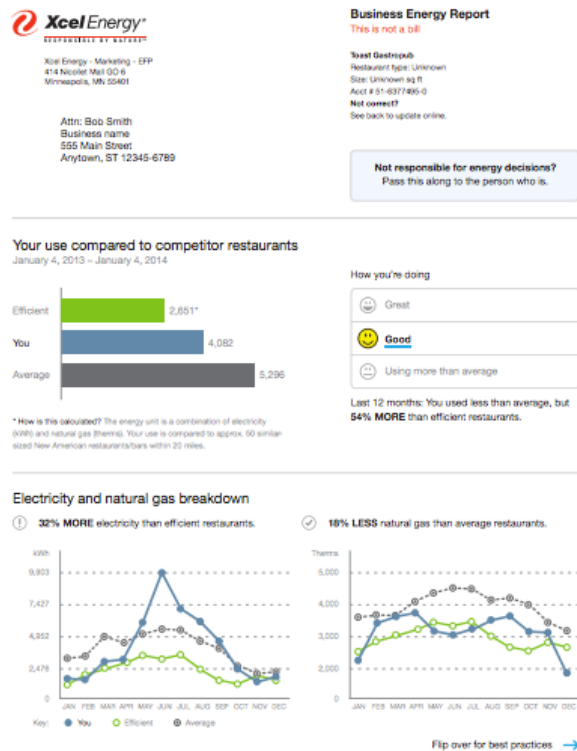 Xcel Energy®
RESPONSIBLE BY NATURE™
Xcel Energy - Marketing - EFP
414 Nicollet Mall GO 6
Minneapolis, MN 55401
Attn: Bob Smith
Business name
555 Main Street
Anytown, ST 12345-6789
Business Energy Report
This is not a bill
Toast Gastropub
Restaurant type: Unknown
Size: Unknown sq ft
Acct # 51-6377495-0
Not correct?
See back to update online.
Not responsible for energy decisions?
Pass this along to the person who is.
Your use compared to competitor restaurants
January 4, 2013 – January 4, 2014
Efficient 2,651*
You 4,082
Average 5,296
* How is this calculated? The energy unit is a combination of electricity
(kWh) and natural gas (therms). Your use is compared to approx. 60 similar-
sized New American restaurants/bars within 20 miles.
How you're doing
Great
Good
Using more than average
Last 12 months: You used less than average, but
54% MORE than efficient restaurants.
Electricity and natural gas breakdown
32% MORE electricity than efficient restaurants.
kWh
9,903
7,427
4,952
2,476
0
JAN FEB MAR APR MAY JUN JUL AUG SEP OCT NOV DEC
Key: You Efficient Average
18% LESS natural gas than average restaurants.
Therms
5,000
4,000
3,000
2,000
0
JAN FEB MAR APR MAY JUN JUL AUG SEP OCT NOV DEC
Flip over for best practices →